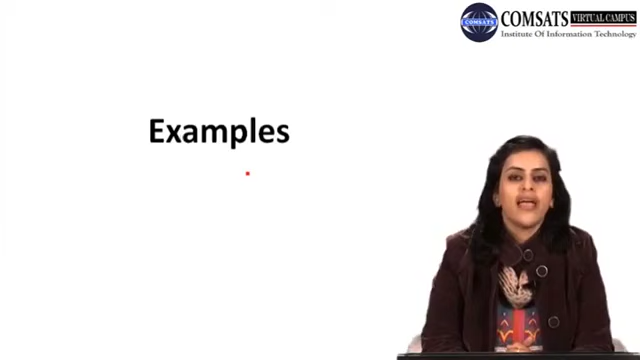 COMSATS VIRTUAL CAMPUS
COMSATS
Institute Of Information Technology
Examples